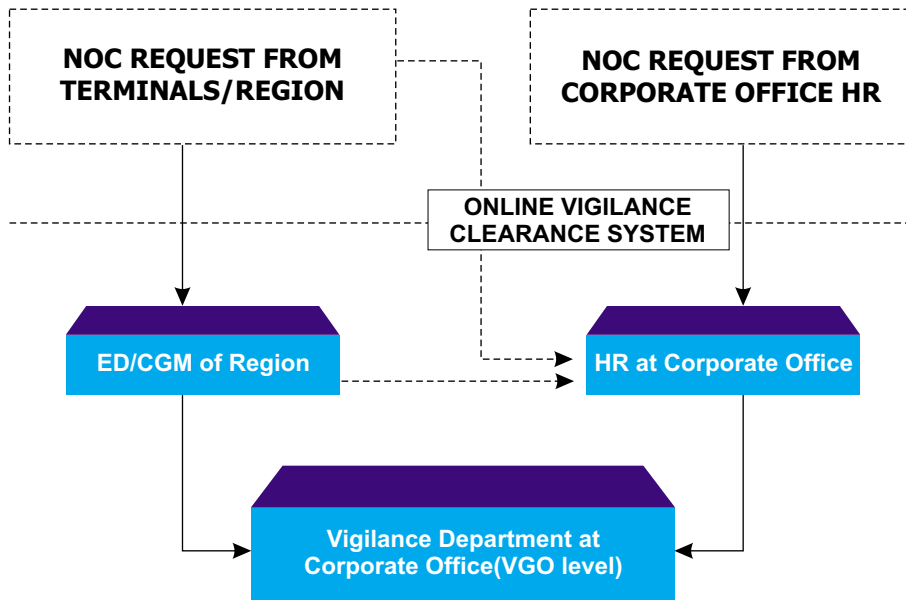 NOC REQUEST FROM
TERMINALS/REGION
NOC REQUEST FROM
CORPORATE OFFICE HR
ONLINE VIGILANCE
CLEARANCE SYSTEM
ED/CGM of Region
HR at Corporate Office
Vigilance Department at
Corporate Office(VGO level)